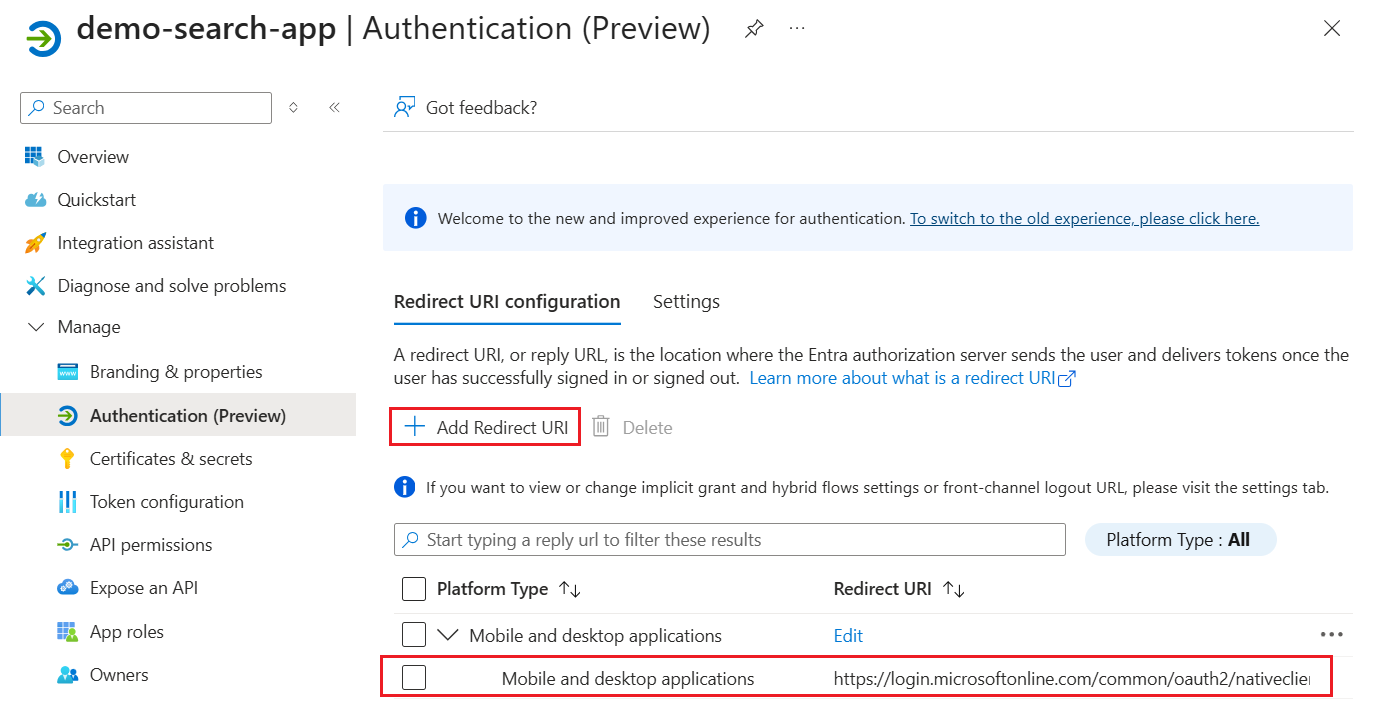 demo-search-app | Authentication (Preview)
Search
Overview
Quickstart
Integration assistant
Diagnose and solve problems
Manage
Branding & properties
Authentication (Preview)
Certificates & secrets
Token configuration
API permissions
Expose an API
App roles
Owners
Got feedback?
Welcome to the new and improved experience for authentication. To switch to the old experience, please click here.
Redirect URI configuration Settings
A redirect URI, or reply URL, is the location where the Entra authorization server sends the user and delivers tokens once the
user has successfully signed in or signed out. Learn more about what is a redirect URI
Add Redirect URI Delete
If you want to view or change implicit grant and hybrid flows settings or front-channel logout URL, please visit the settings tab.
Start typing a reply url to filter these results Platform Type : All
Platform Type Redirect URI
Mobile and desktop applications Edit
Mobile and desktop applications https://login.microsoftonline.com/common/oauth2/nativeclie